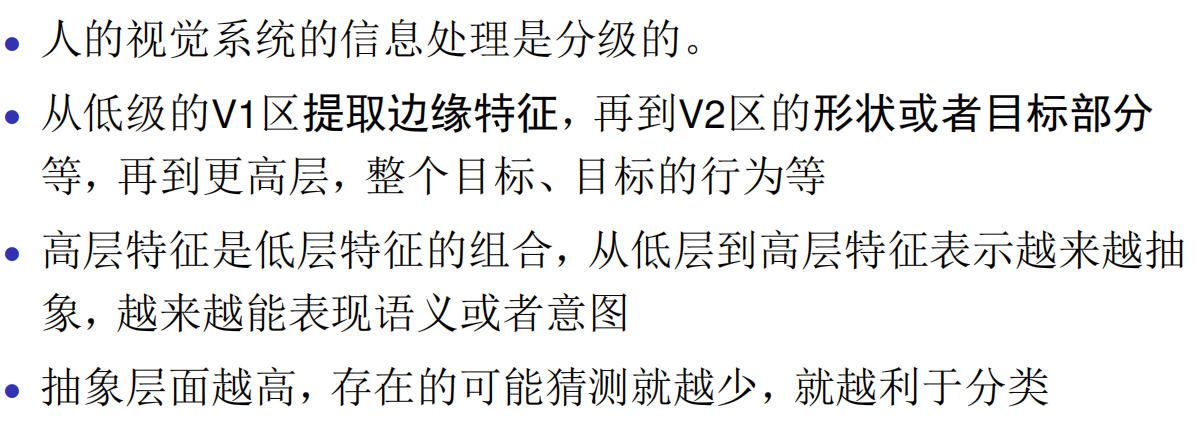 • 人的视觉系统的信息处理是分级的。
• 从低级的V1区提取边缘特征，再到V2区的形状或者目标部分
等，再到更高层，整个目标、目标的行为等
• 高层特征是低层特征的组合，从低层到高层特征表示越来越抽
象，越来越能表现语义或者意图
• 抽象层面越高，存在的可能猜测就越少，就越利于分类